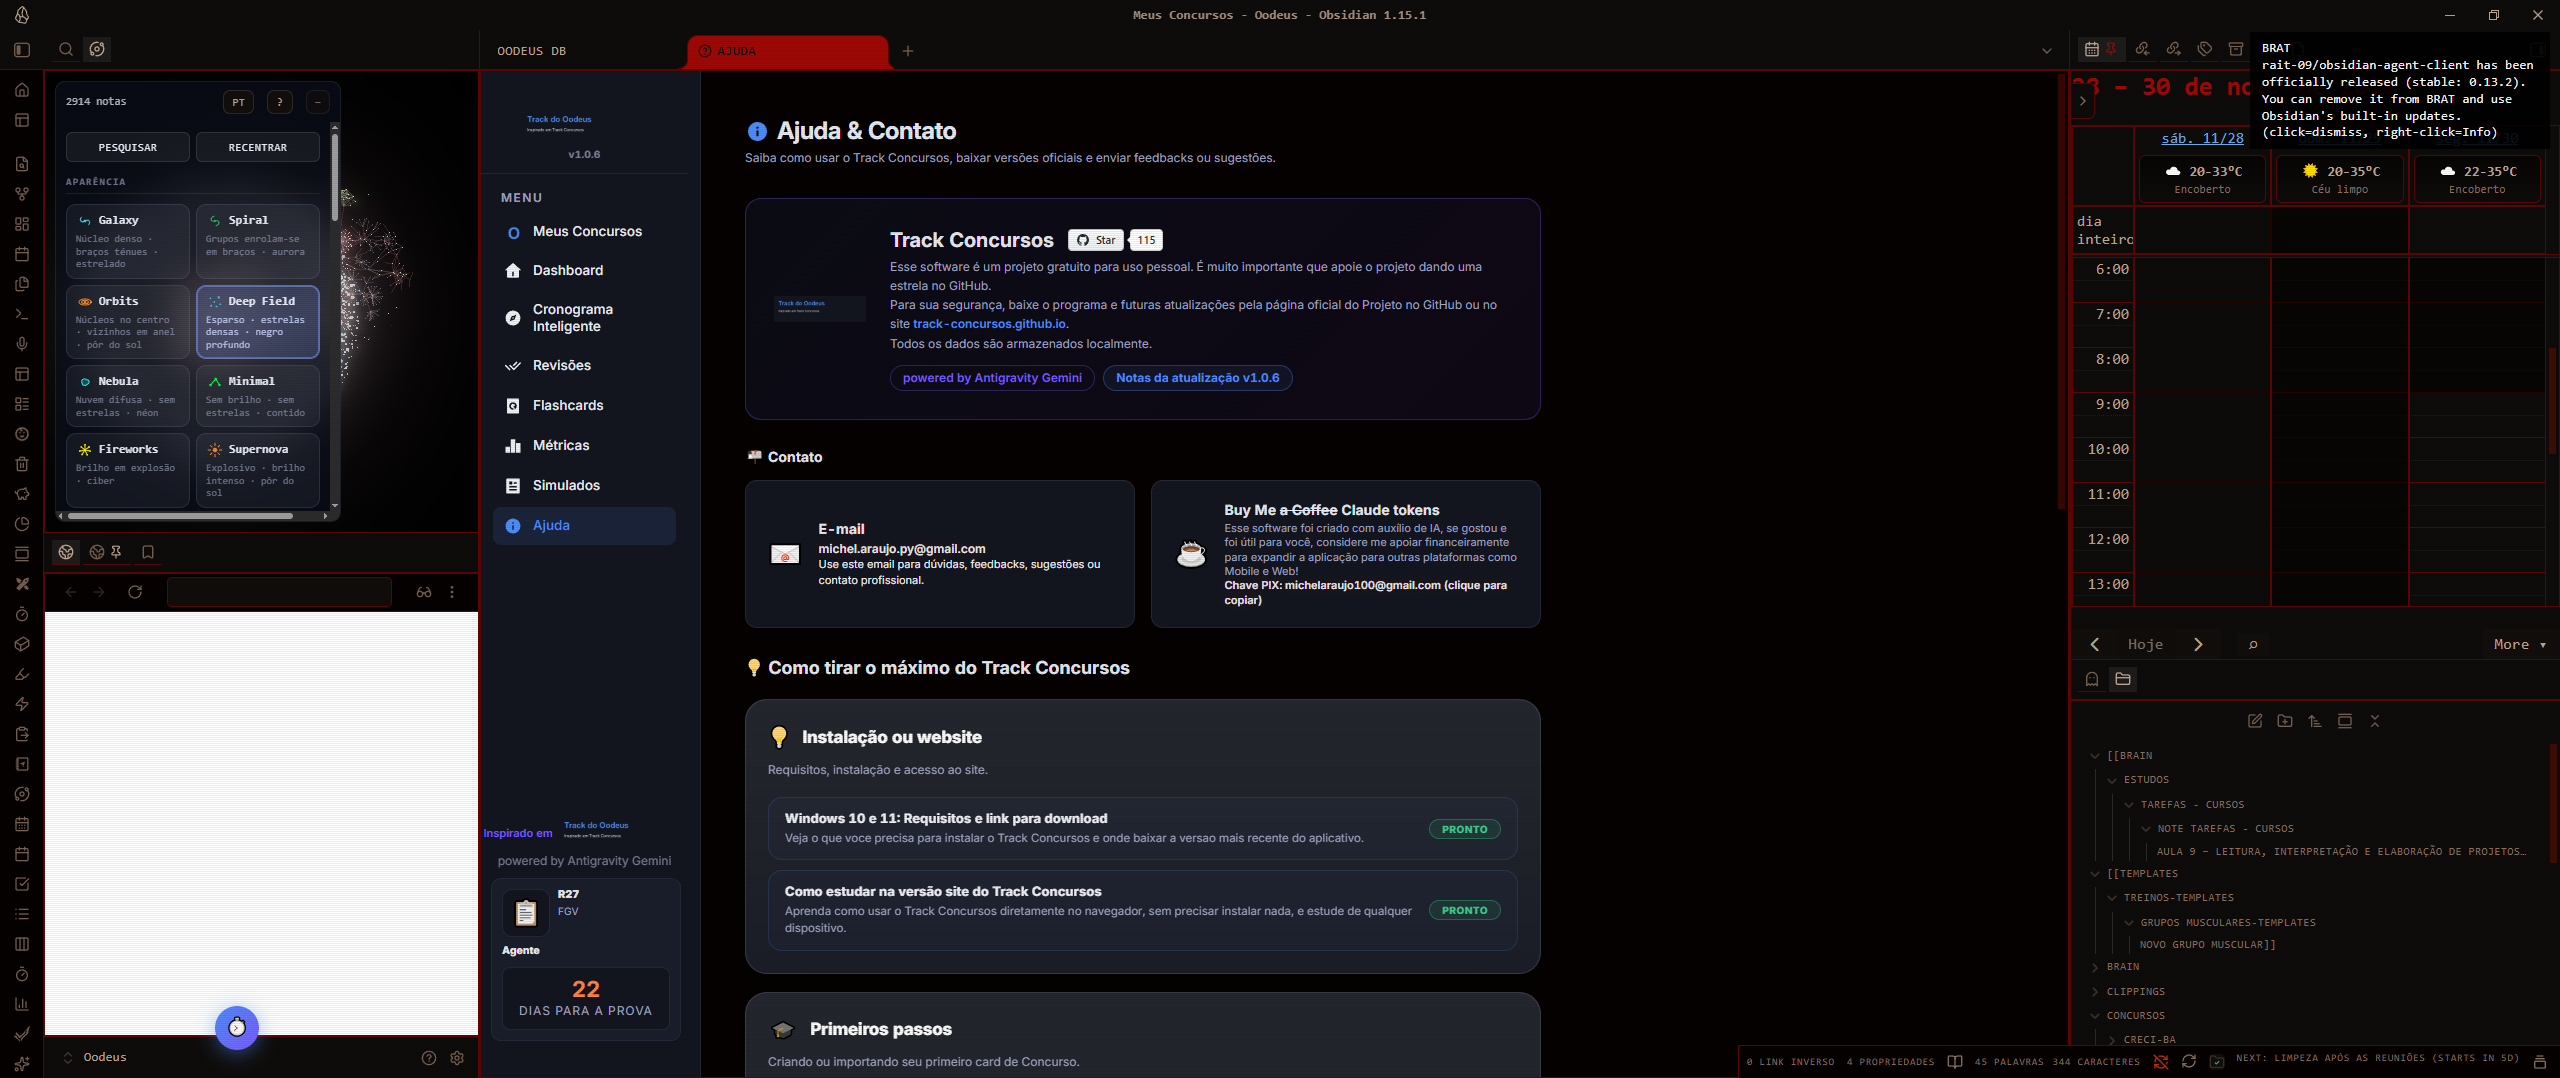 Meus Concursos - Oodeus - Obsidian 1.15.1
OODEUS DB
AJUDA
2914 notas
PT
?
PESQUISAR
RECENTRAR
APARÊNCIA
Galaxy
Núcleo denso ·
braços ténues ·
estrelado
Spiral
Grupos enrolam-se
em braços · aurora
Orbits
Núcleos no centro
· vizinhos em anel
· pôr do sol
Deep Field
Esparso · estrelas
densas · negro
profundo
Nebula
Nuvem difusa · sem
estrelas · néon
Minimal
Sem brilho · sem
estrelas · contido
Fireworks
Brilho em explosão
· ciber
Supernova
Explosivo · brilho
intenso · pôr do
sol
Oodeus
Track do Oodeus
Inspirado em Track Concursos
v1.0.6
MENU
Meus Concursos
Dashboard
Cronograma
Inteligente
Revisões
Flashcards
Métricas
Simulados
Ajuda
Inspirado em
Track do Oodeus
Inspirado em Track Concursos
powered by Antigravity Gemini
R27
FGV
Agente
22
DIAS PARA A PROVA
Ajuda & Contato
Saiba como usar o Track Concursos, baixar versões oficiais e enviar feedbacks ou sugestões.
Track do Oodeus
Inspirado em Track Concursos
Track Concursos
Star
115
Esse software é um projeto gratuito para uso pessoal. É muito importante que apoie o projeto dando uma
estrela no GitHub.
Para sua segurança, baixe o programa e futuras atualizações pela página oficial do Projeto no GitHub ou no
site track-concursos.github.io.
Todos os dados são armazenados localmente.
powered by Antigravity Gemini
Notas da atualização v1.0.6
Contato
E-mail
michel.araujo.py@gmail.com
Use este email para dúvidas, feedbacks, sugestões ou
contato profissional.
Buy Me a Coffee Claude tokens
Esse software foi criado com auxílio de IA, se gostou e
foi útil para você, considere me apoiar financeiramente
para expandir a aplicação para outras plataformas como
Mobile e Web!
Chave PIX: michelaraujo100@gmail.com (clique para
copiar)
Como tirar o máximo do Track Concursos
Instalação ou website
Requisitos, instalação e acesso ao site.
Windows 10 e 11: Requisitos e link para download
Veja o que voce precisa para instalar o Track Concursos e onde baixar a versao mais recente do aplicativo.
PRONTO
Como estudar na versão site do Track Concursos
Aprenda como usar o Track Concursos diretamente no navegador, sem precisar instalar nada, e estude de qualquer
dispositivo.
PRONTO
Primeiros passos
Criando ou importando seu primeiro card de Concurso.
BRAT
rait-09/obsidian-agent-client has been
officially released (stable: 0.13.2).
You can remove it from BRAT and use
Obsidian's built-in updates.
(click=dismiss, right-click=Info)
28 – 30 de no
sáb. 11/28
20-33ºC
Encoberto
20-35ºC
Céu limpo
22-35ºC
Encoberto
dia
inteiro
6:00
7:00
8:00
9:00
10:00
11:00
12:00
13:00
Hoje
More
[[BRAIN
ESTUDOS
TAREFAS - CURSOS
NOTE TAREFAS - CURSOS
AULA 9 – LEITURA, INTERPRETAÇÃO E ELABORAÇÃO DE PROJETOS…
[[TEMPLATES
TREINOS-TEMPLATES
GRUPOS MUSCULARES-TEMPLATES
NOVO GRUPO MUSCULAR]]
BRAIN
CLIPPINGS
CONCURSOS
CRECI-BA
0 LINK INVERSO
4 PROPRIEDADES
45 PALAVRAS
344 CARACTERES
NEXT: LIMPEZA APÓS AS REUNIÕES (STARTS IN 5D)